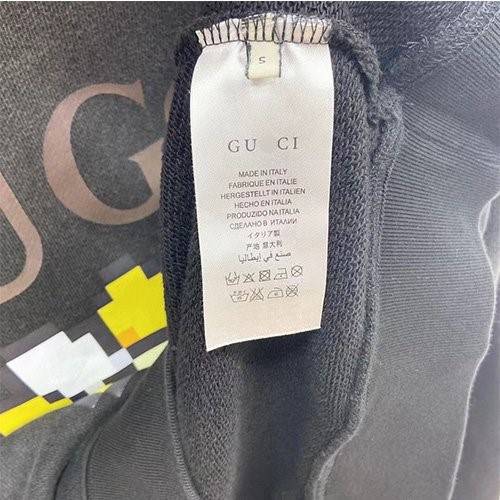 S
GU CI
MADE IN ITALY
FABRIQUE EN ITALIE
HERGESTELLT IN ITALIEN
HECHO EN ITALIA
PRODUZIDO NA ITALIA
СДЕЛАНО В ИТАЛИИ
イタリア製
产地 意大利
صنع في إيطاليا
G